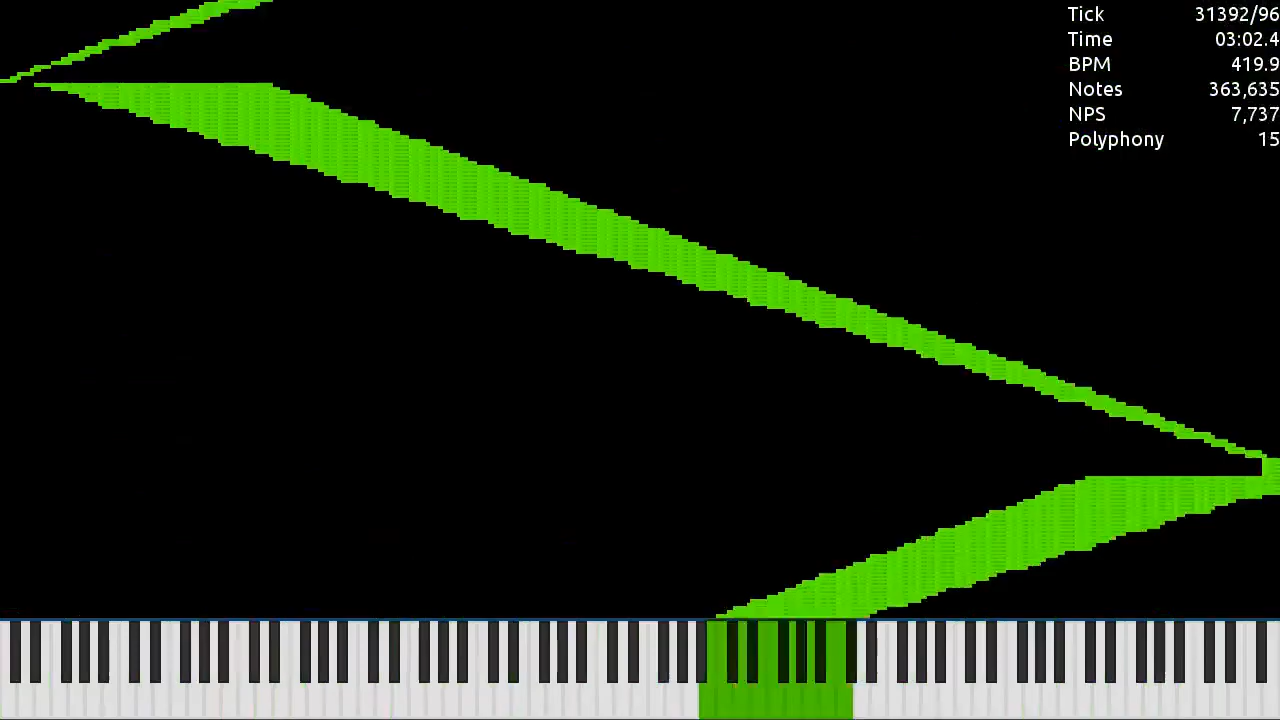 Tick 31392/96
Time 03:02.4
BPM 419.9
Notes 363,635
NPS 7,737
Polyphony 15